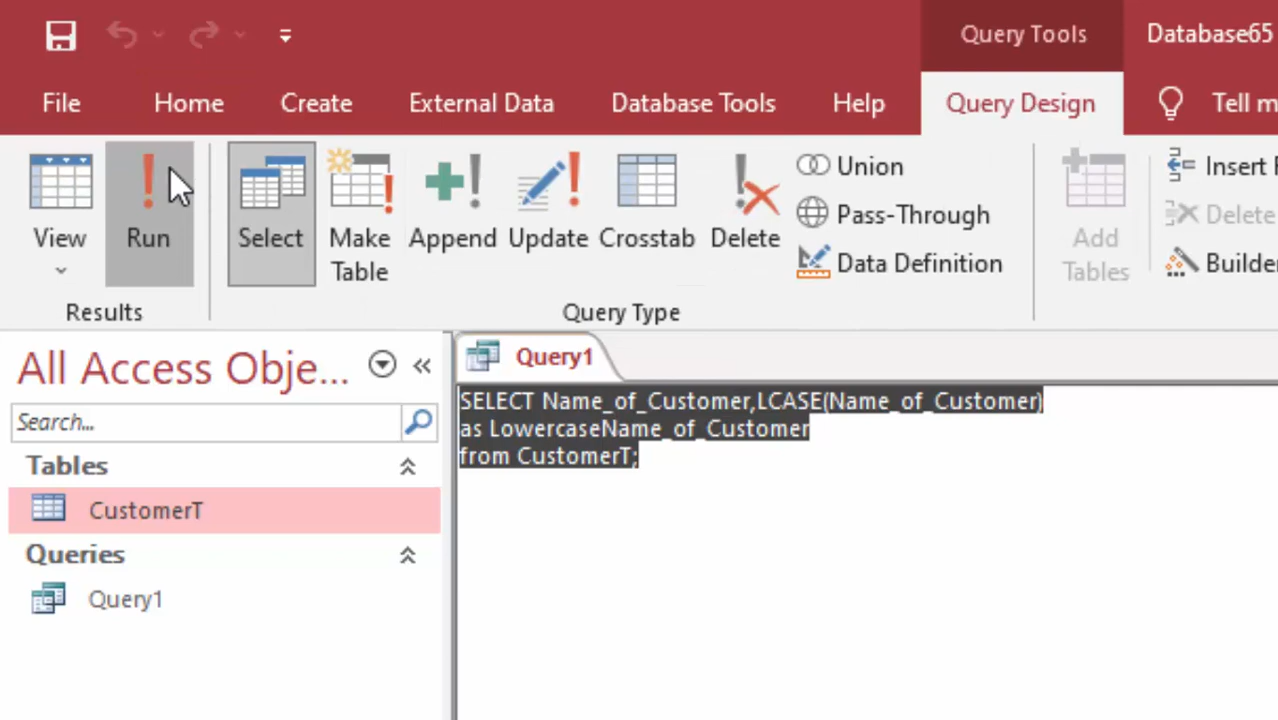 Query Tools
Database65
File
Home
Create
External Data
Database Tools
Help
Query Design
Tell
View
Run
Select
Make
Table
Append
Update
Crosstab
Delete
Union
Pass-Through
Data Definition
Add
Tables
Insert
Delete
Builder
Results
Query Type
All Access Obje...
Search...
Tables
CustomerT
Queries
Query1
Query1
SELECT Name_of_Customer,LCASE(Name_of_Customer)
as LowercaseName_of_Customer
from CustomerT;